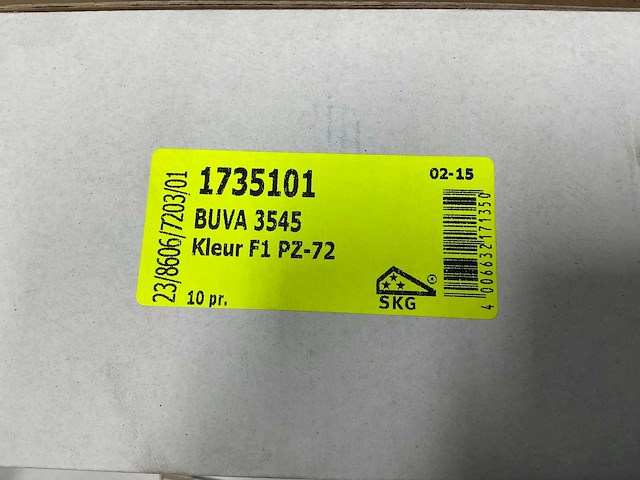 1735101
02-15
BUVA 3545
Kleur F1 PZ-72
10 pr.
SKG
23/8606/7203/01
4 006632 171350